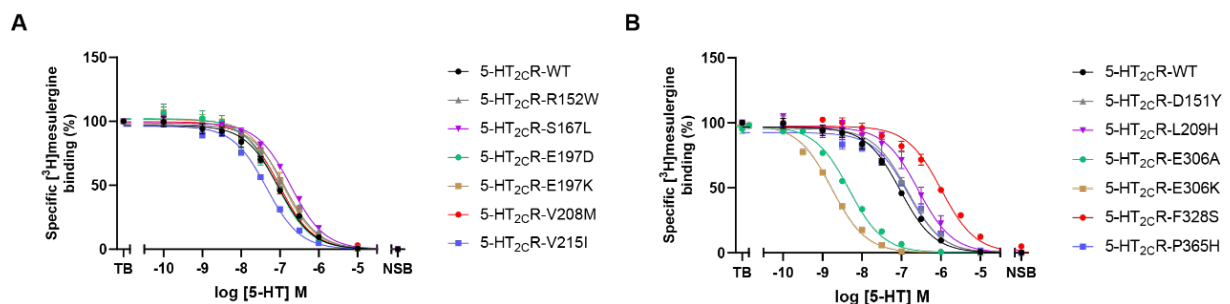 A
Specific [³H]mesulergine
binding (%)
150
100
50
0
TB
-10
-9
-8
-7
-6
-5
NSB
log [5-HT] M
5-HT₂CR-WT
5-HT₂CR-R152W
5-HT₂CR-S167L
5-HT₂CR-E197D
5-HT₂CR-E197K
5-HT₂CR-V208M
5-HT₂CR-V215I
B
Specific [³H]mesulergine
binding (%)
150
100
50
0
TB
-10
-9
-8
-7
-6
-5
NSB
log [5-HT] M
5-HT₂CR-WT
5-HT₂CR-D151Y
5-HT₂CR-L209H
5-HT₂CR-E306A
5-HT₂CR-E306K
5-HT₂CR-F328S
5-HT₂CR-P365H